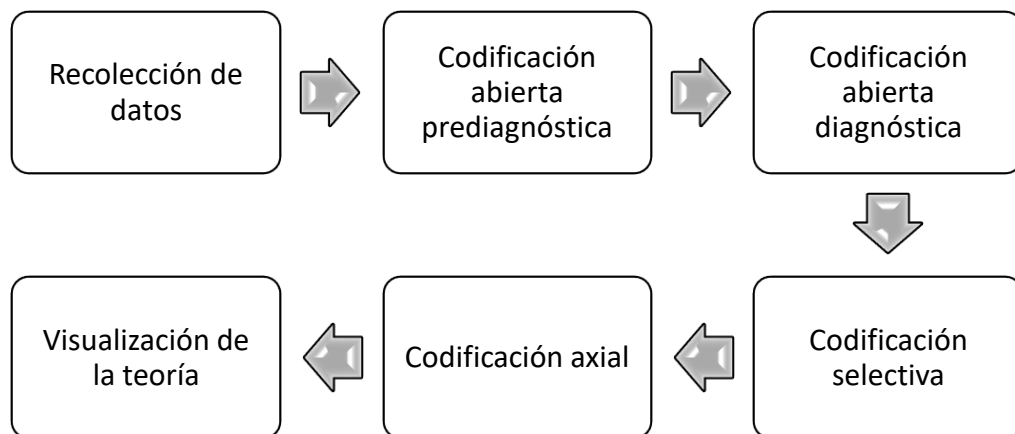 Recolección de
datos
Codificación
abierta
prediagnóstica
Codificación
abierta
diagnóstica
Codificación
selectiva
Codificación axial
Visualización de
la teoría